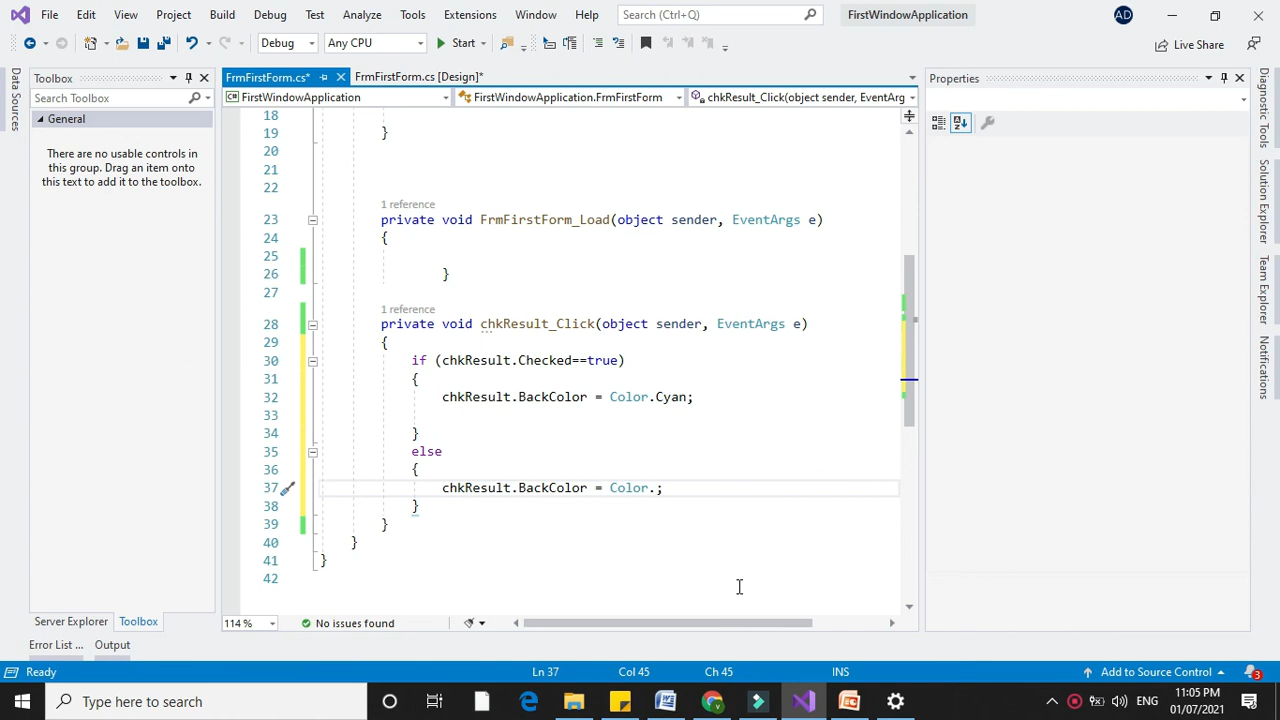 File Edit View Project Build Debug Test Analyze Tools Extensions Window Help Search (Ctrl+Q) FirstWindowApplication AD
Debug Any CPU Start Live Share
Data Sources
Toolbox
Search Toolbox
General
There are no usable controls in
this group. Drag an item onto
this text to add it to the toolbox.
Server Explorer Toolbox
FrmFirstForm.cs* FrmFirstForm.cs [Design]*
FirstWindowApplication FirstWindowApplication.FrmFirstForm chkResult_Click(object sender, EventArg
18
19 }
20
21
22
1 reference
23 private void FrmFirstForm_Load(object sender, EventArgs e)
24 {
25
26 }
27
1 reference
28 private void chkResult_Click(object sender, EventArgs e)
29 {
30 if (chkResult.Checked==true)
31 {
32 chkResult.BackColor = Color.Cyan;
33
34 }
35 else
36 {
37 chkResult.BackColor = Color.;
38 }
39 }
40 }
41 }
42
114 % No issues found
Properties
Diagnostic Tools
Solution Explorer
Team Explorer
Notifications
Error List ... Output
Ready Ln 37 Col 45 Ch 45 INS Add to Source Control 3
Type here to search ENG 11:05 PM
01/07/2021